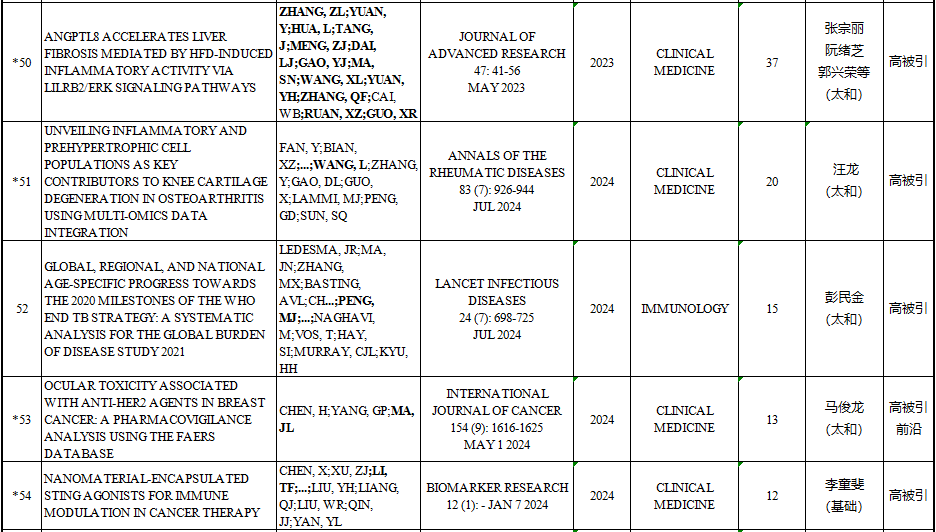 *50
ANGPTL8 ACCELERATES LIVER
FIBROSIS MEDIATED BY HFD-INDUCED
INFLAMMATORY ACTIVITY VIA
LILRB2/ERK SIGNALING PATHWAYS
ZHANG, ZL;YUAN,
Y;HUA, L;TANG,
J;MENG, ZJ;DAI,
LJ;GAO, YJ;MA,
SN;WANG, XL;YUAN,
YH;ZHANG, QF;CAI,
WB;RUAN, XZ;GUO, XR
JOURNAL OF
ADVANCED RESEARCH
47: 41-56
MAY 2023
2023
CLINICAL
MEDICINE
37
张宗丽
阮绪芝
郭兴荣等
(太和)
高被引
*51
UNVEILING INFLAMMATORY AND
PREHYPERTROPHIC CELL
POPULATIONS AS KEY
CONTRIBUTORS TO KNEE CARTILAGE
DEGENERATION IN OSTEOARTHRITIS
USING MULTI-OMICS DATA
INTEGRATION
FAN, Y;BIAN,
XZ;...;WANG, L;ZHANG,
Y;GAO, DL;GUO,
X;LAMMI, MJ;PENG,
GD;SUN, SQ
ANNALS OF THE
RHEUMATIC DISEASES
83 (7): 926-944
JUL 2024
2024
CLINICAL
MEDICINE
20
汪龙
(太和)
高被引
52
GLOBAL, REGIONAL, AND NATIONAL
AGE-SPECIFIC PROGRESS TOWARDS
THE 2020 MILESTONES OF THE WHO
END TB STRATEGY: A SYSTEMATIC
ANALYSIS FOR THE GLOBAL BURDEN
OF DISEASE STUDY 2021
LEDESMA, JR;MA,
JN;ZHANG,
MX;BASTING,
AVL;CH...;PENG,
MJ;...;NAGHAVI,
M;VOS, T;HAY,
SI;MURRAY, CJL;KYU,
HH
LANCET INFECTIOUS
DISEASES
24 (7): 698-725
JUL 2024
2024
IMMUNOLOGY
15
彭民金
(太和)
高被引
*53
OCULAR TOXICITY ASSOCIATED
WITH ANTI-HER2 AGENTS IN BREAST
CANCER: A PHARMACOVIGILANCE
ANALYSIS USING THE FAERS
DATABASE
CHEN, H;YANG, GP;MA,
JL
INTERNATIONAL
JOURNAL OF CANCER
154 (9): 1616-1625
MAY 1 2024
2024
CLINICAL
MEDICINE
13
马俊龙
(太和)
高被引
前沿
*54
NANOMATERIAL-ENCAPSULATED
STING AGONISTS FOR IMMUNE
MODULATION IN CANCER THERAPY
CHEN, X;XU, ZJ;LI,
TF;...;LIU, YH;LIANG,
QJ;LIU, WR;QIN,
JJ;YAN, YL
BIOMARKER RESEARCH
12 (1): - JAN 7 2024
2024
CLINICAL
MEDICINE
12
李童斐
(基础)
高被引